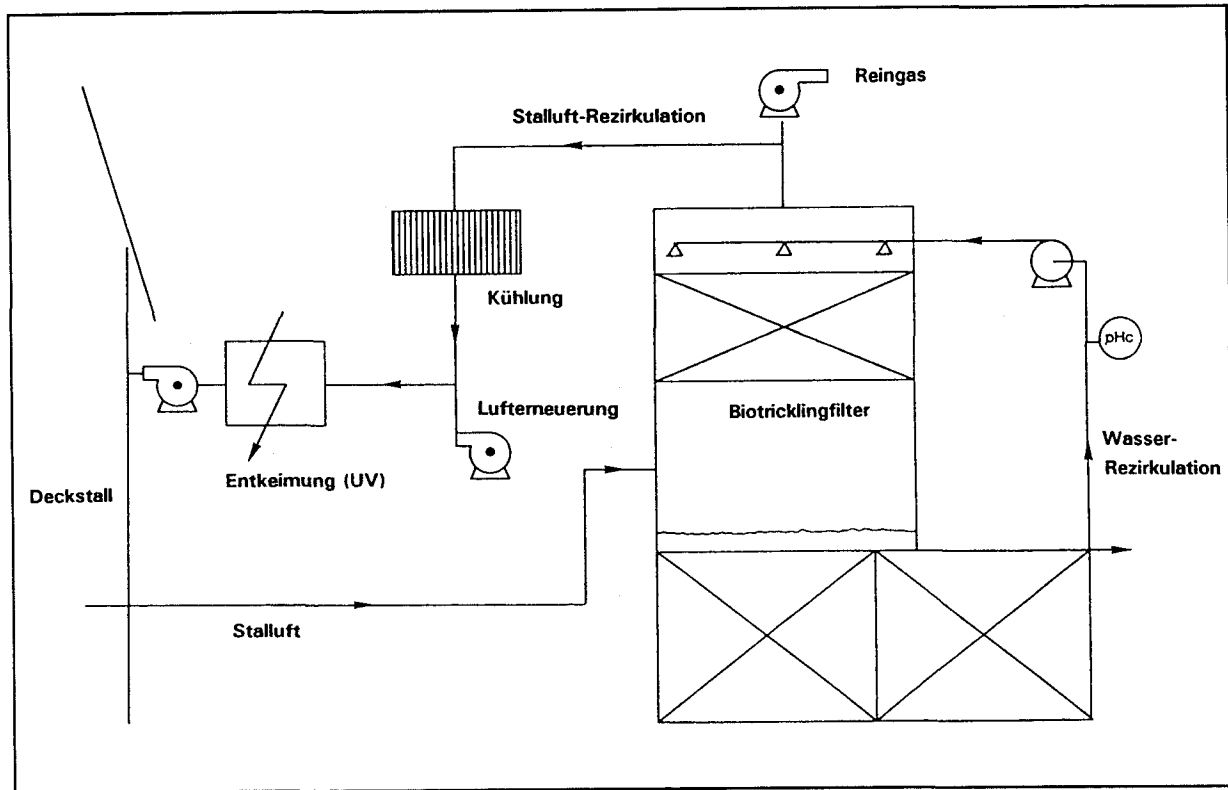 Reingas
Stalluft-Rezirkulation
Kühlung
pHc
Lufterneuerung
Biotricklingfilter
Wasser-
Rezirkulation
Entkeimung (UV)
Deckstall
Stalluft